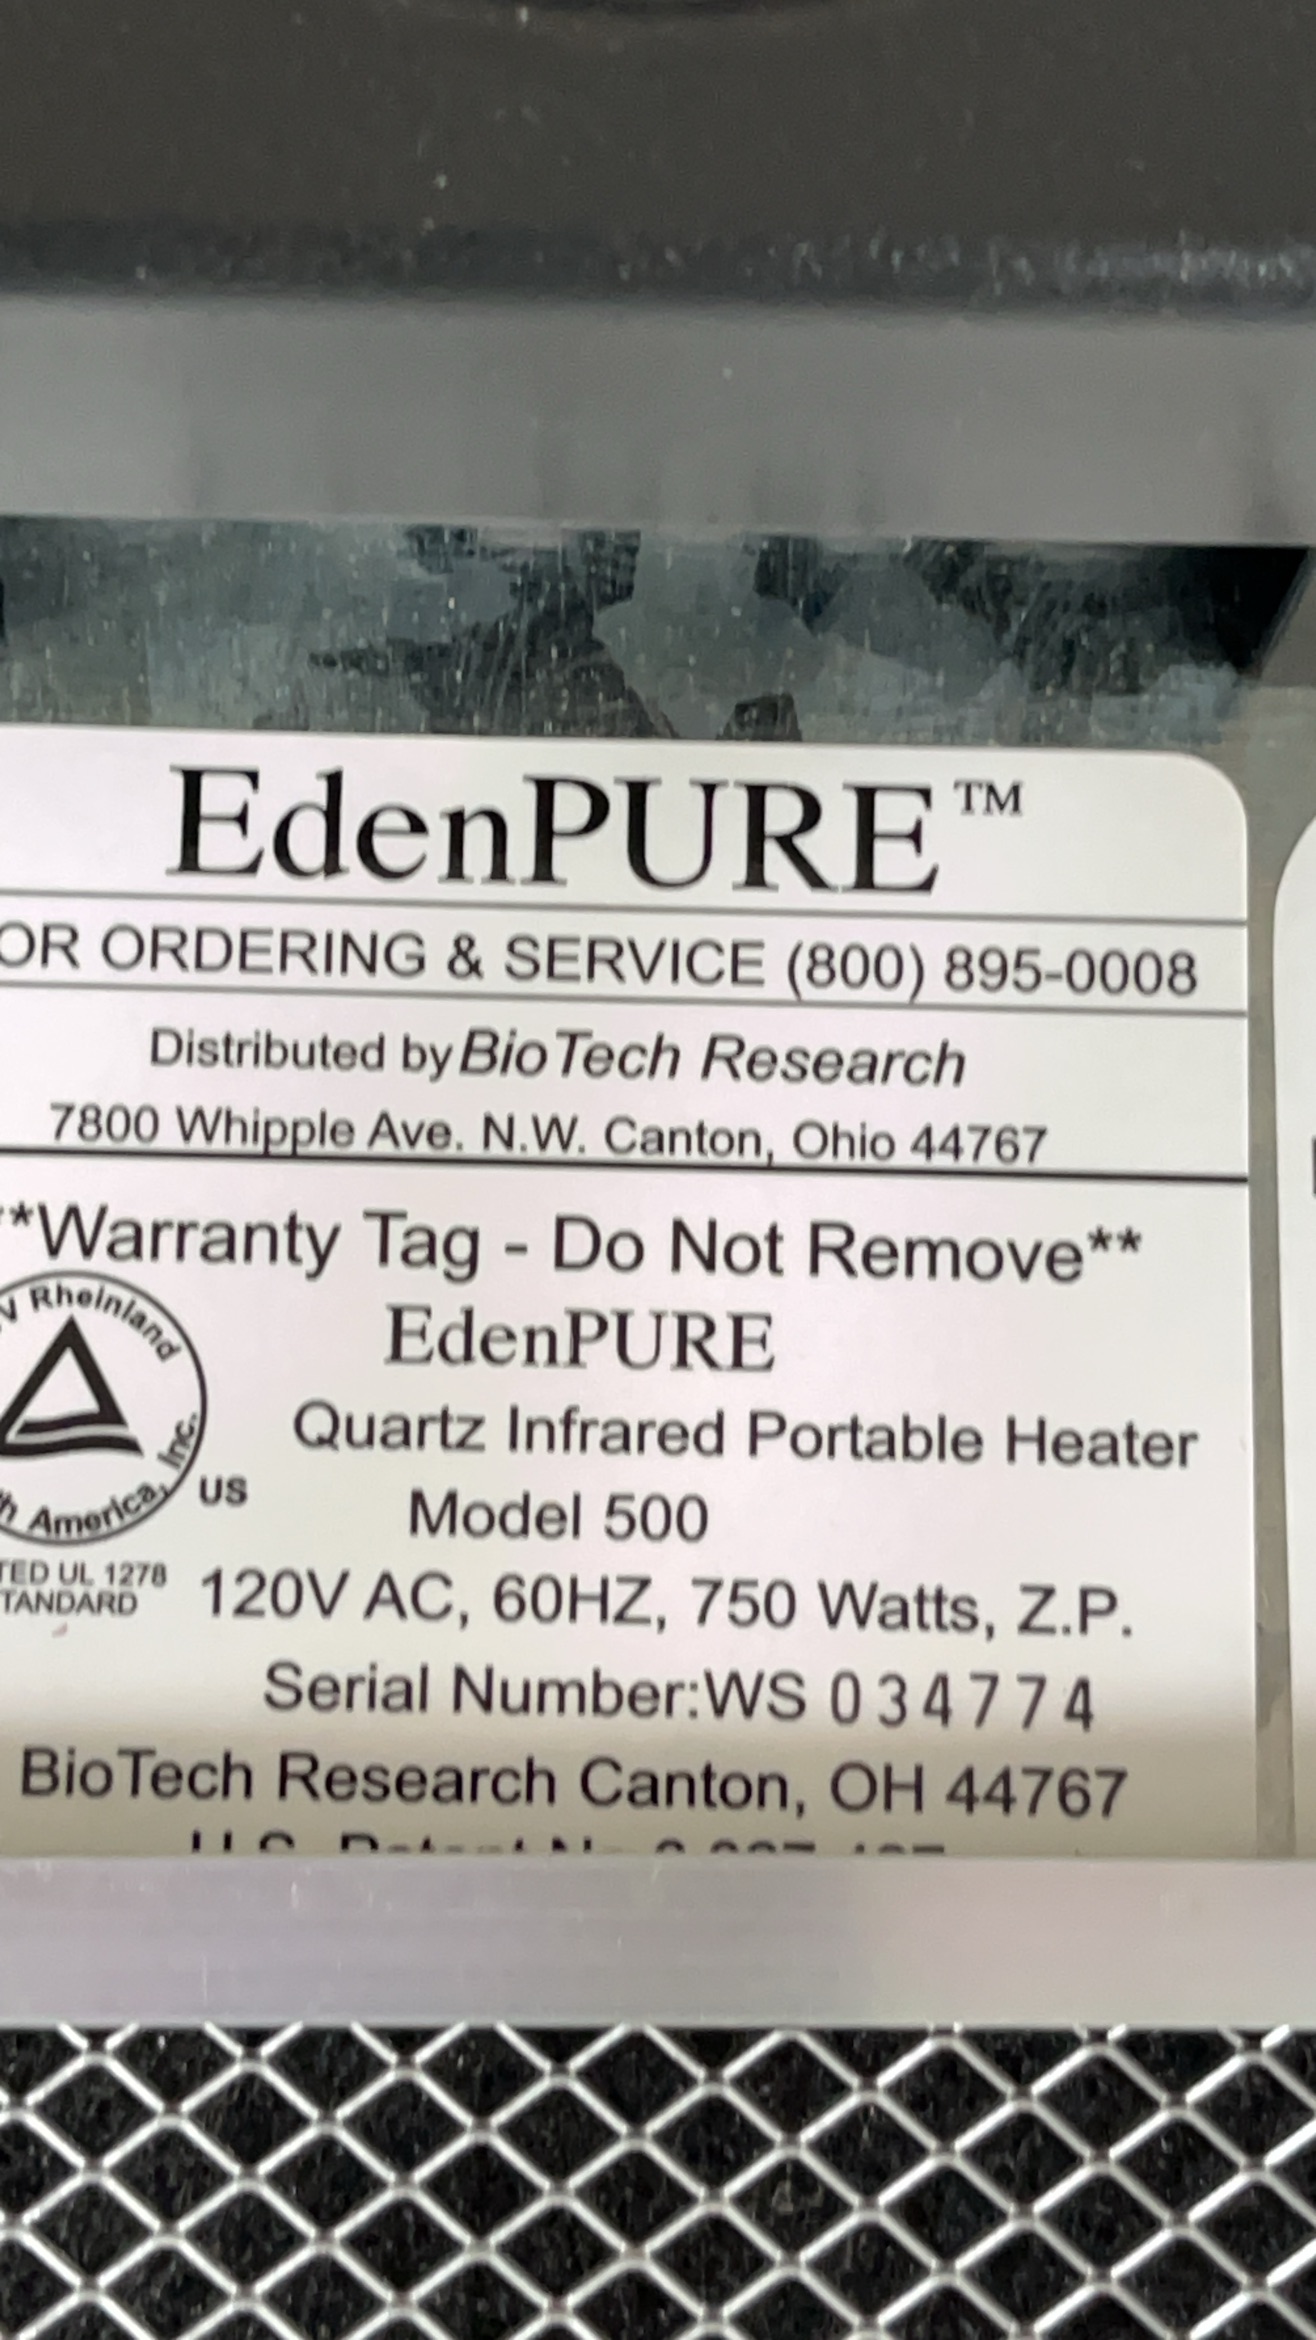 EdenPURE™
OR ORDERING & SERVICE (800) 895-0008
Distributed by BioTech Research
7800 Whipple Ave. N.W. Canton, Ohio 44767
**Warranty Tag - Do Not Remove**
Rheinland
America, Inc.
US
TED UL 1278
TANDARD
EdenPURE
Quartz Infrared Portable Heater
Model 500
120V AC, 60HZ, 750 Watts, Z.P.
Serial Number:WS 034774
BioTech Research Canton, OH 44767